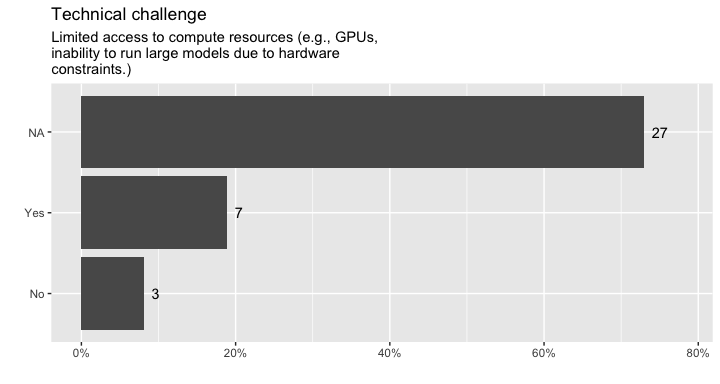 Technical challenge
Limited access to compute resources (e.g., GPUs,
inability to run large models due to hardware
constraints.)
NA
27
Yes
7
No
3
0%
20%
40%
60%
80%